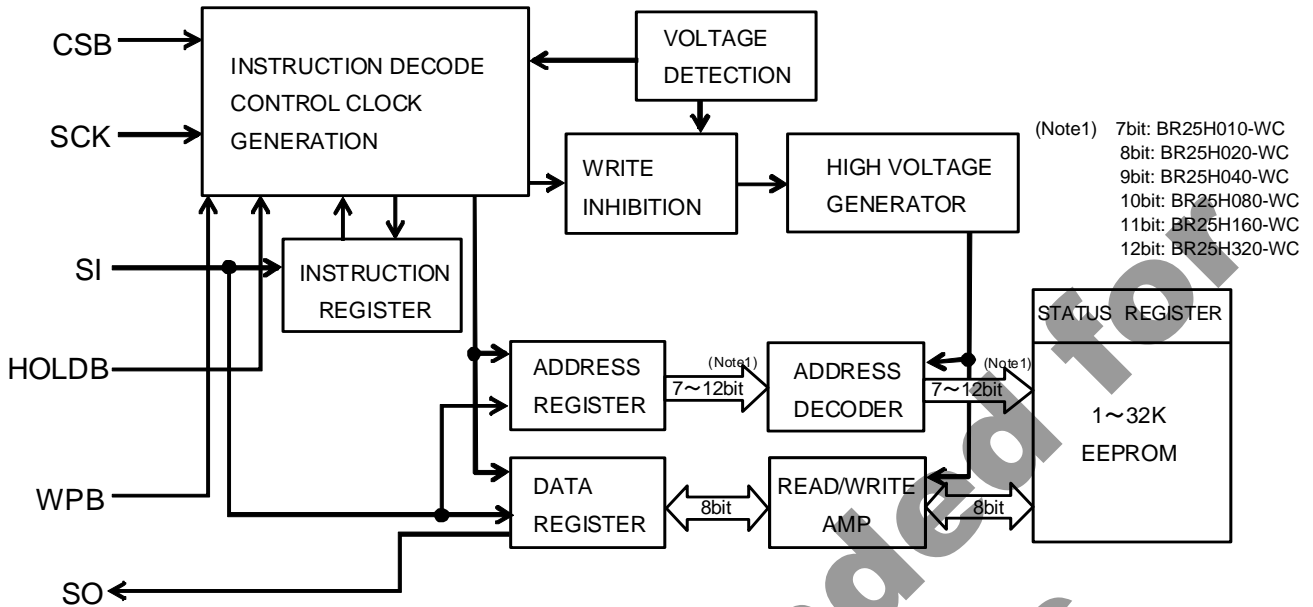 CSB
SCK
SI
HOLDB
WPB
SO
INSTRUCTION DECODE
CONTROL CLOCK
GENERATION
VOLTAGE
DETECTION
WRITE
INHIBITION
HIGH VOLTAGE
GENERATOR
(Note1) 7bit: BR25H010-WC
8bit: BR25H020-WC
9bit: BR25H040-WC
10bit: BR25H080-WC
11bit: BR25H160-WC
12bit: BR25H320-WC
INSTRUCTION
REGISTER
STATUS REGISTER
ADDRESS
REGISTER
(Note1)
7～12bit
ADDRESS
DECODER
(Note1)
7～12bit
1～32K
EEPROM
DATA
REGISTER
8bit
READ/WRITE
AMP
8bit
ded for